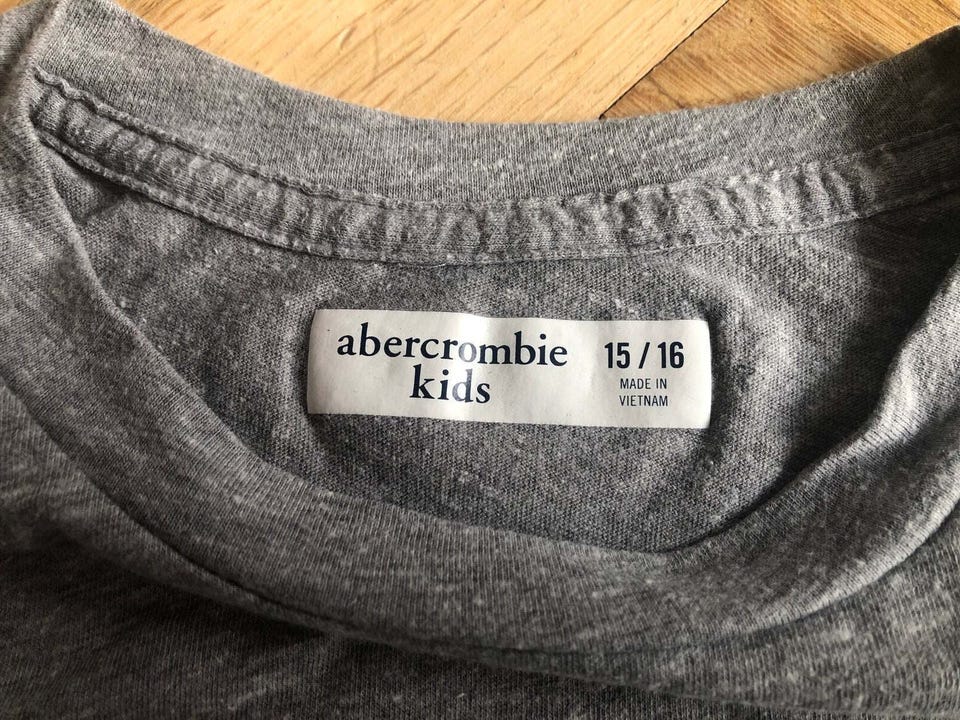 abercrombie
kids
15 / 16
MADE IN
VIETNAM